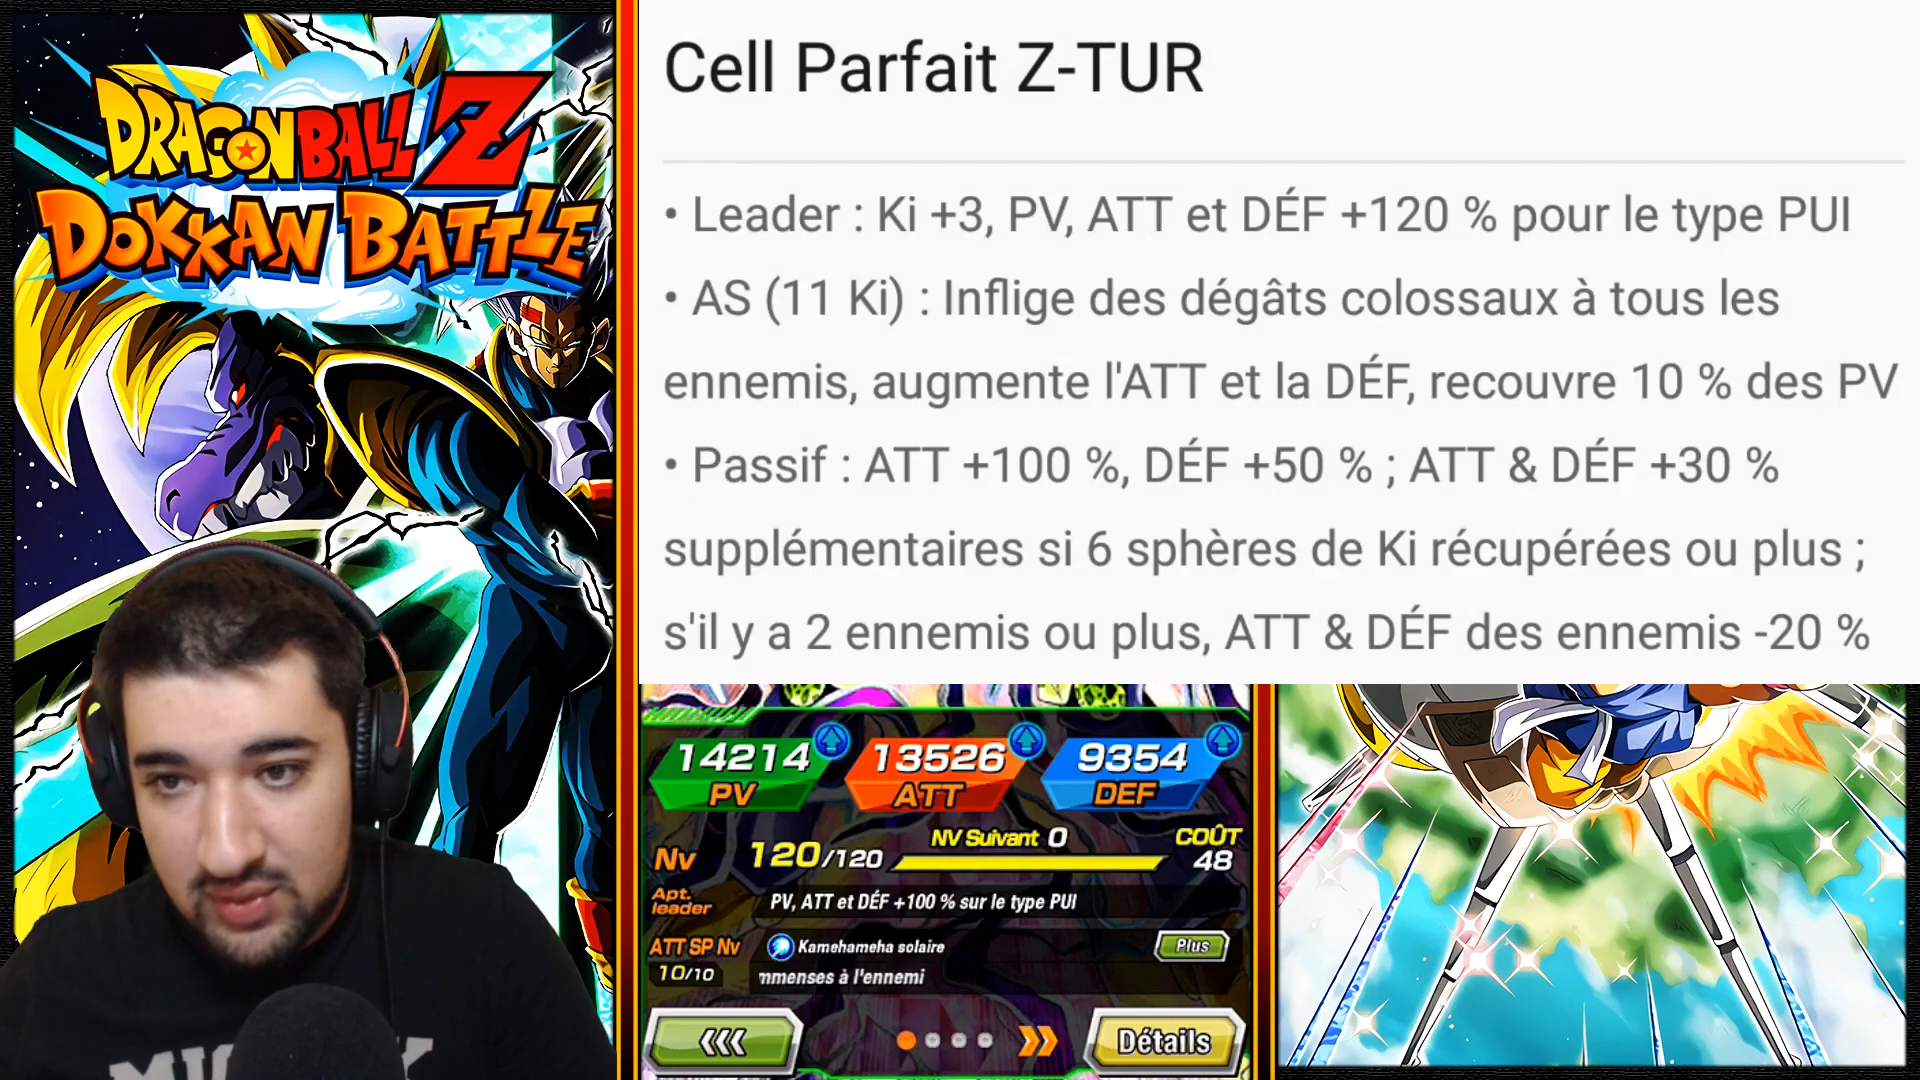 DRAGON BALL Z
DOKKAN BATTLE
Cell Parfait Z-TUR
• Leader : Ki +3, PV, ATT et DÉF +120 % pour le type PUI
• AS (11 Ki) : Inflige des dégâts colossaux à tous les
ennemis, augmente l'ATT et la DÉF, recouvre 10 % des PV
• Passif : ATT +100 %, DÉF +50 % ; ATT & DÉF +30 %
supplémentaires si 6 sphères de Ki récupérées ou plus ;
s'il y a 2 ennemis ou plus, ATT & DÉF des ennemis -20 %
14214 13526 9354
PV ATT DEF
NV Suivant 0 COÛT
Nv 120/120 48
Apt. leader PV, ATT et DÉF +100 % sur le type PUI
ATT SP Nv Kamehameha solaire Plus
10/10 mmenses à l'ennemi
Détails